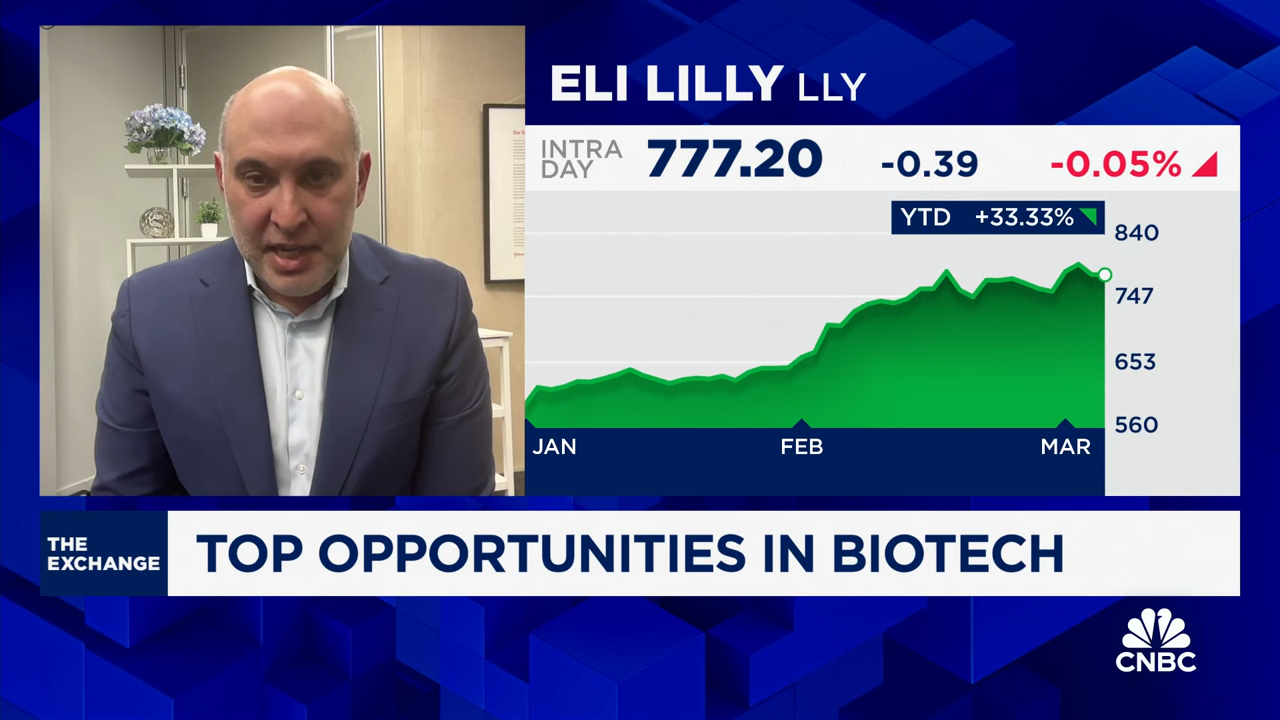 ELI LILLY LLY
INTRA
DAY
777.20 -0.39 -0.05%
YTD +33.33%
840
747
653
560
JAN FEB MAR
THE
EXCHANGE
TOP OPPORTUNITIES IN BIOTECH
CNBC